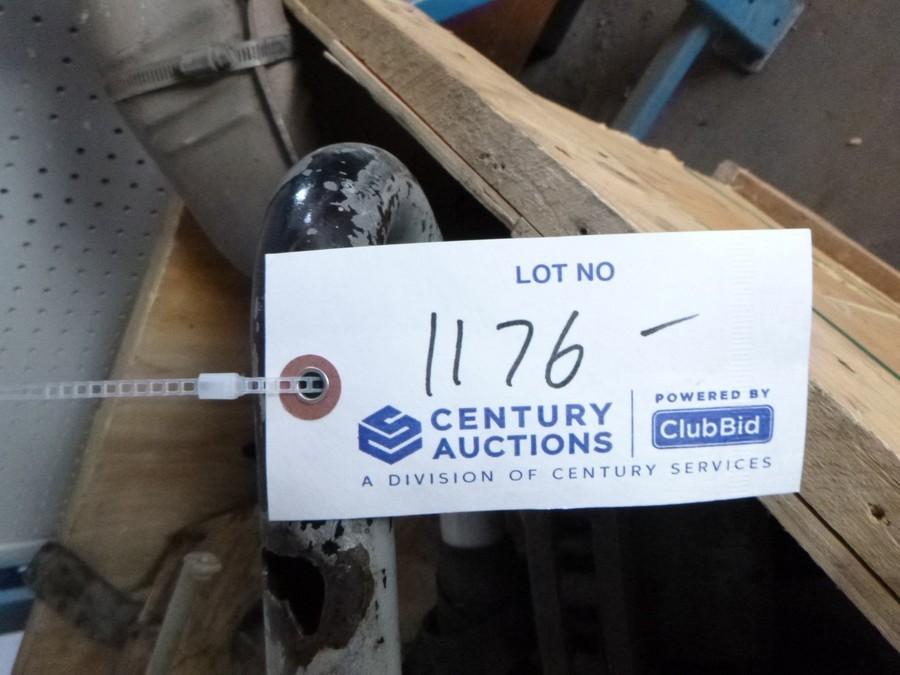 LOT NO
1176 -
CENTURY
AUCTIONS
POWERED BY
ClubBid
A DIVISION OF CENTURY SERVICES